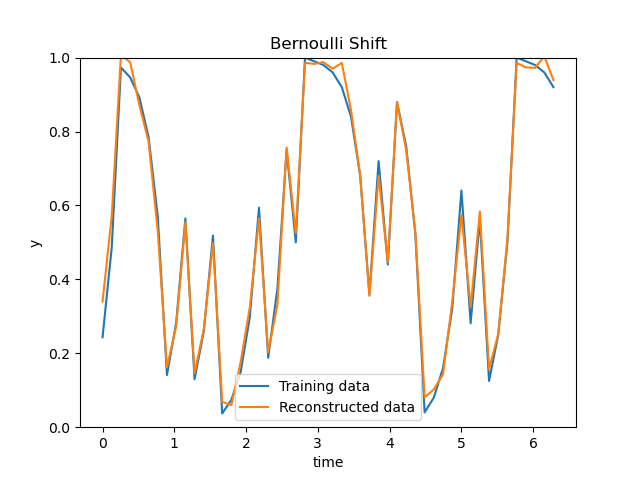 Bernoulli Shift
1.0
0.8
0.6
0.4
0.2
0.0
y
Training data
Reconstructed data
0 1 2 3 4 5 6
time